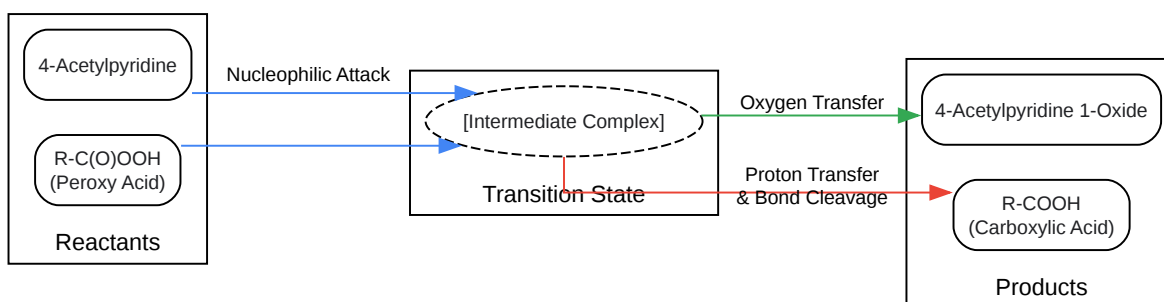 4-Acetylpyridine
R-C(O)OOH
(Peroxy Acid)
Reactants
Nucleophilic Attack
[Intermediate Complex]
Transition State
Oxygen Transfer
Proton Transfer
& Bond Cleavage
4-Acetylpyridine 1-Oxide
R-COOH
(Carboxylic Acid)
Products